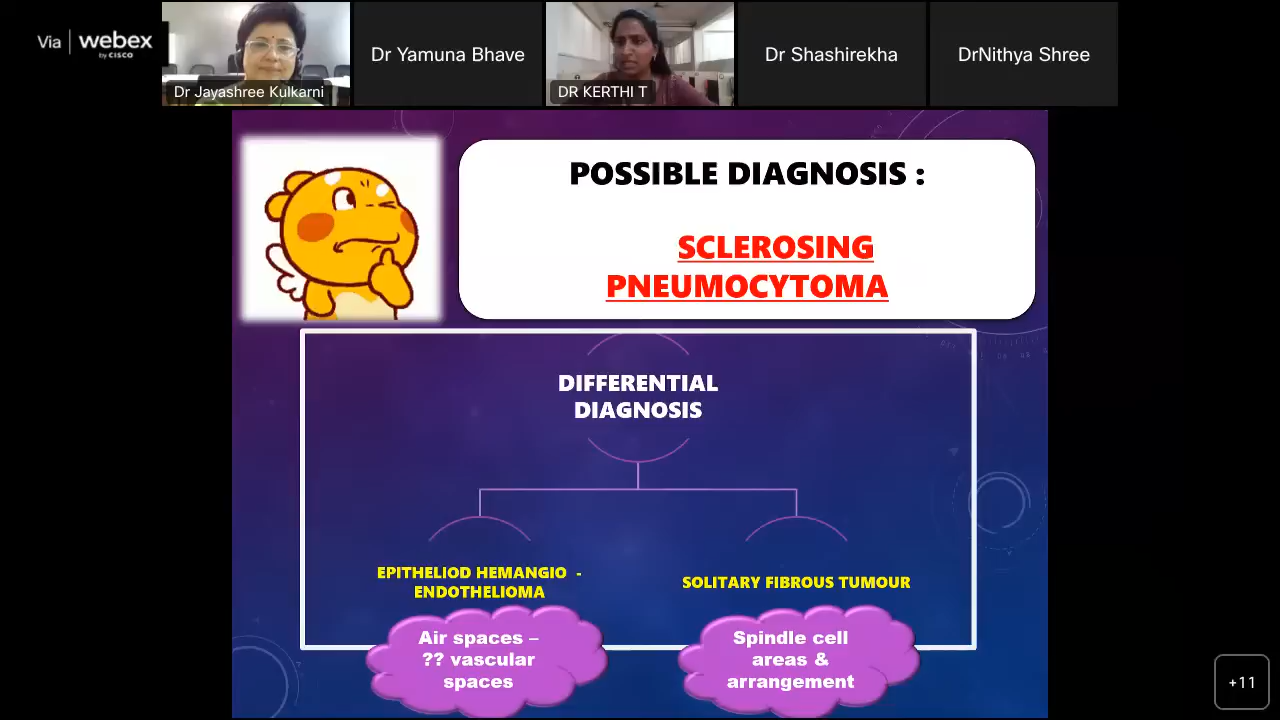 Via | webex
by CISCO
Dr Jayashree Kulkarni
Dr Yamuna Bhave
DR KERTHI T
Dr Shashirekha
DrNithya Shree
POSSIBLE DIAGNOSIS :
SCLEROSING
PNEUMOCYTOMA
DIFFERENTIAL
DIAGNOSIS
EPITHELIOD HEMANGIO -
ENDOTHELIOMA
SOLITARY FIBROUS TUMOUR
Air spaces –
?? vascular
spaces
Spindle cell
areas &
arrangement
+11